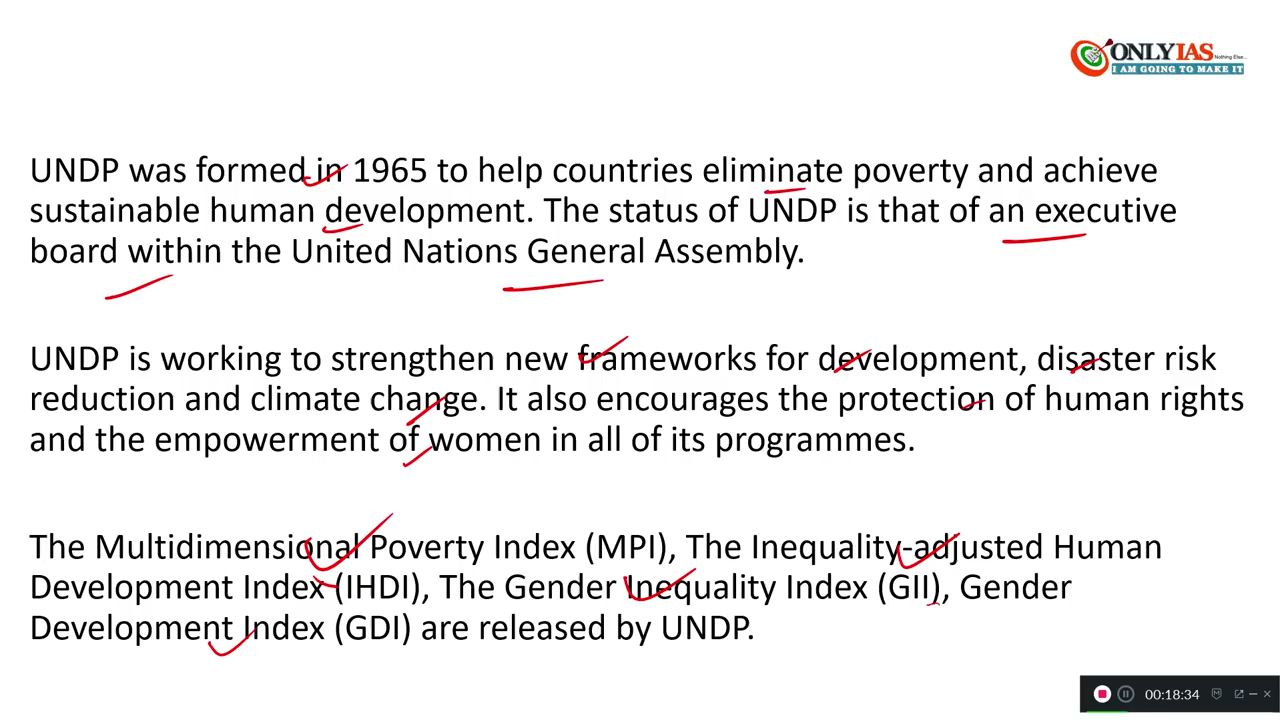 ONLYIAS
Nothing Else...
I AM GOING TO MAKE IT
UNDP was formed in 1965 to help countries eliminate poverty and achieve
sustainable human development. The status of UNDP is that of an executive
board within the United Nations General Assembly.
UNDP is working to strengthen new frameworks for development, disaster risk
reduction and climate change. It also encourages the protection of human rights
and the empowerment of women in all of its programmes.
The Multidimensional Poverty Index (MPI), The Inequality-adjusted Human
Development Index (IHDI), The Gender Inequality Index (GII), Gender
Development Index (GDI) are released by UNDP.
00:18:34